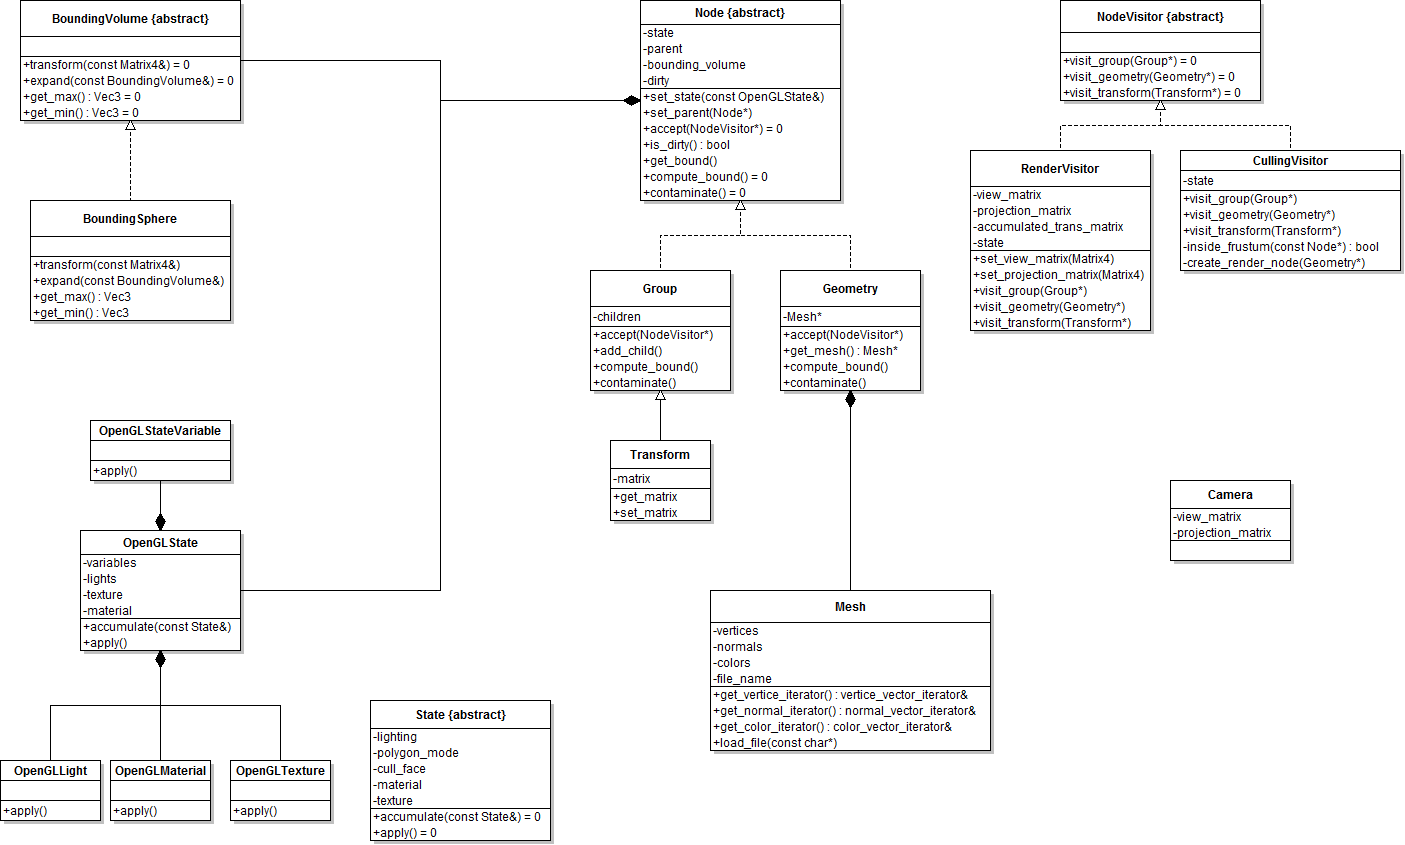 BoundingVolume {abstract}
+transform(const Matrix4&) = 0
+expand(const BoundingVolume&) = 0
+get_max() : Vec3 = 0
+get_min() : Vec3 = 0
Node {abstract}
-state
-parent
-bounding_volume
-dirty
+set_state(const OpenGLState&)
+set_parent(Node*)
+accept(NodeVisitor*) = 0
+is_dirty() : bool
+get_bound()
+compute_bound() = 0
+contaminate() = 0
NodeVisitor {abstract}
+visit_group(Group*) = 0
+visit_geometry(Geometry*) = 0
+visit_transform(Transform*) = 0
BoundingSphere
+transform(const Matrix4&)
+expand(const BoundingVolume&)
+get_max() : Vec3
+get_min() : Vec3
RenderVisitor
-view_matrix
-projection_matrix
-accumulated_trans_matrix
-state
+set_view_matrix(Matrix4)
+set_projection_matrix(Matrix4)
+visit_group(Group*)
+visit_geometry(Geometry*)
+visit_transform(Transform*)
CullingVisitor
-state
+visit_group(Group*)
+visit_geometry(Geometry*)
+visit_transform(Transform*)
-inside_frustum(const Node*) : bool
-create_render_node(Geometry*)
Group
-children
+accept(NodeVisitor*)
+add_child()
+compute_bound()
+contaminate()
Geometry
-Mesh*
+accept(NodeVisitor*)
+get_mesh() : Mesh*
+compute_bound()
+contaminate()
OpenGLStateVariable
+apply()
Transform
-matrix
+get_matrix
+set_matrix
Camera
-view_matrix
-projection_matrix
OpenGLState
-variables
-lights
-texture
-material
+accumulate(const State&)
+apply()
Mesh
-vertices
-normals
-colors
-file_name
+get_vertice_iterator() : vertice_vector_iterator&
+get_normal_iterator() : normal_vector_iterator&
+get_color_iterator() : color_vector_iterator&
+load_file(const char*)
OpenGLLight
+apply()
OpenGLMaterial
+apply()
OpenGLTexture
+apply()
State {abstract}
-lighting
-polygon_mode
-cull_face
-material
-texture
+accumulate(const State&) = 0
+apply() = 0